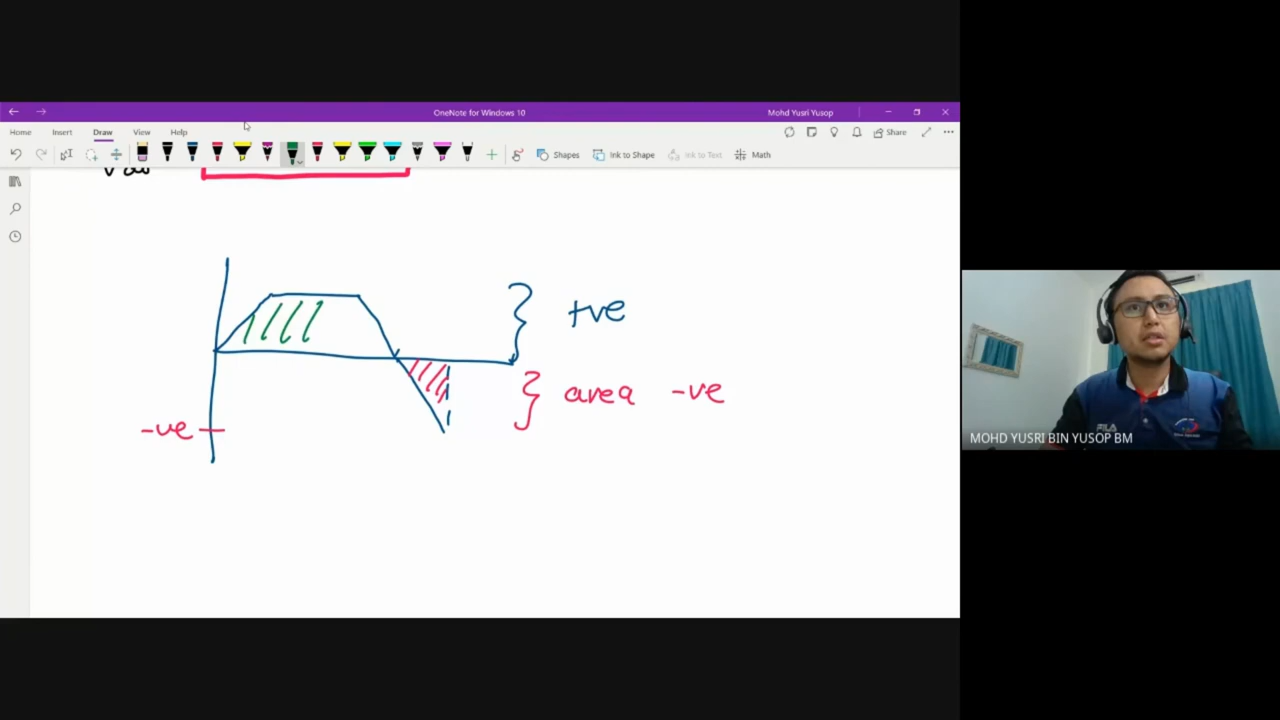 OneNote for Windows 10
Mohd Yusri Yusop
Home Insert Draw View Help
Share
Shapes Ink to Shape Ink to Text Math
+ve
area -ve
-ve
FILA
MOHD YUSRI BIN YUSOP BM